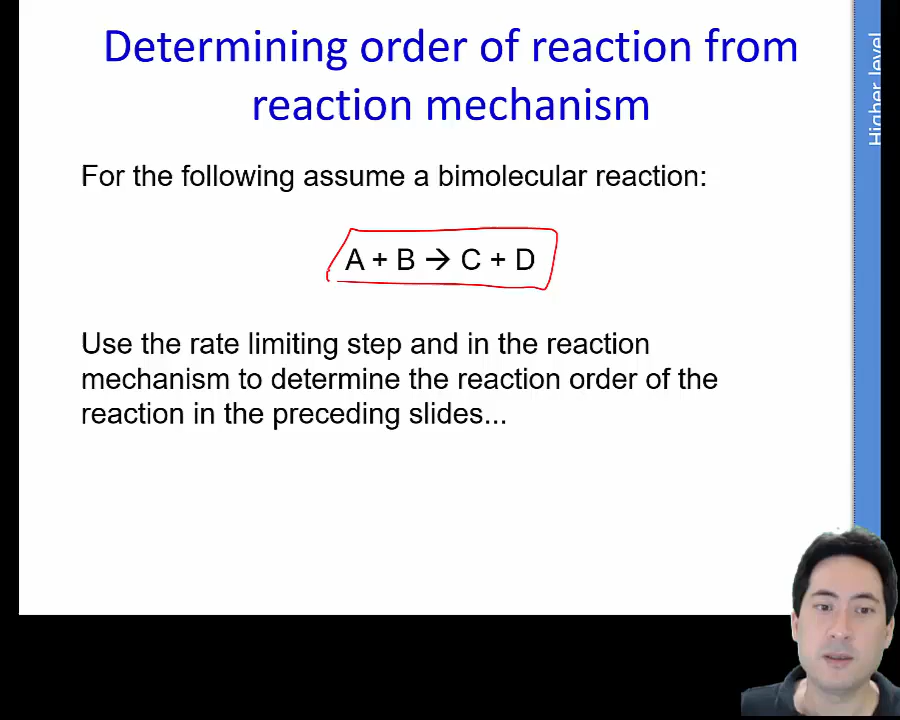 Determining order of reaction from
reaction mechanism
Higher level
For the following assume a bimolecular reaction:
A + B → C + D
Use the rate limiting step and in the reaction
mechanism to determine the reaction order of the
reaction in the preceding slides...